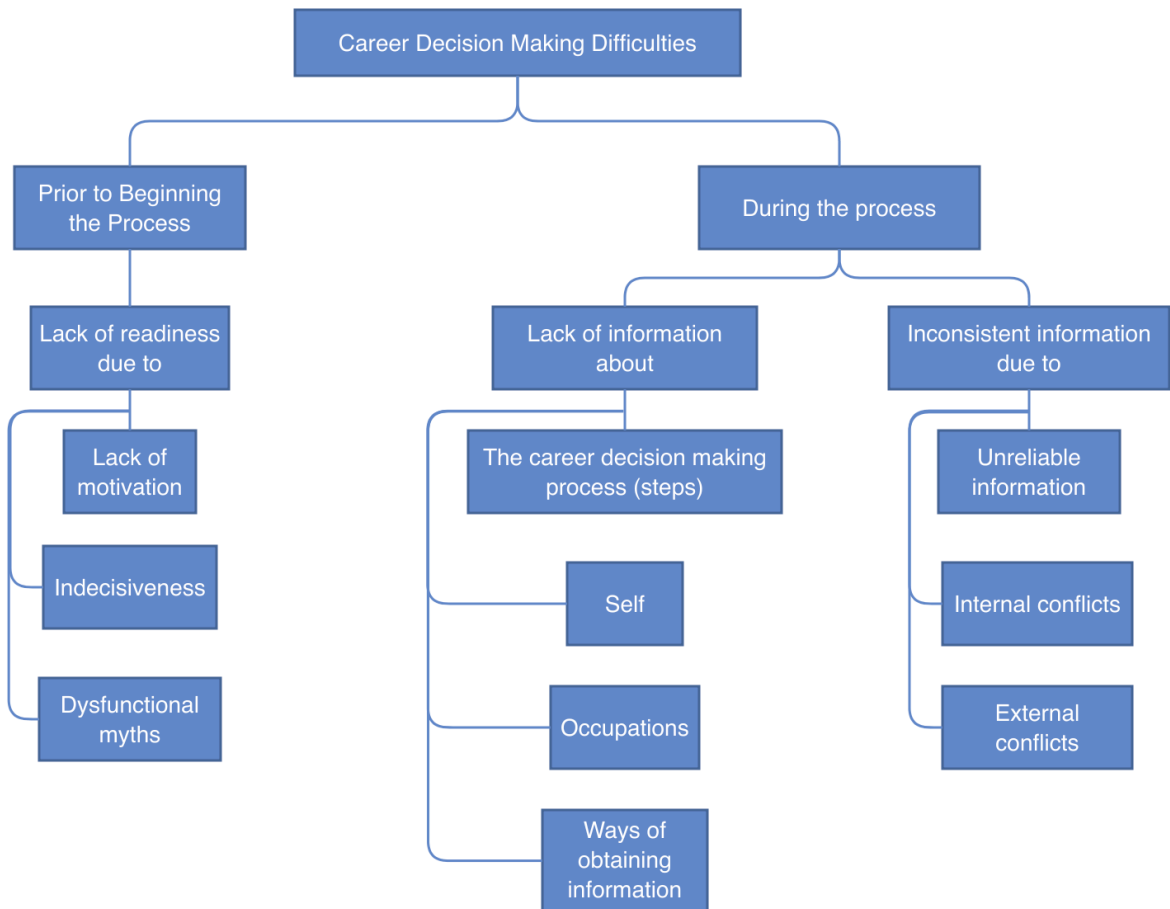 Career Decision Making Difficulties
Prior to Beginning
the Process
During the process
Lack of readiness
due to
Lack of information
about
Inconsistent information
due to
Lack of
motivation
The career decision making
process (steps)
Unreliable
information
Indecisiveness
Self
Internal conflicts
Dysfunctional
myths
Occupations
External
conflicts
Ways of
obtaining
information